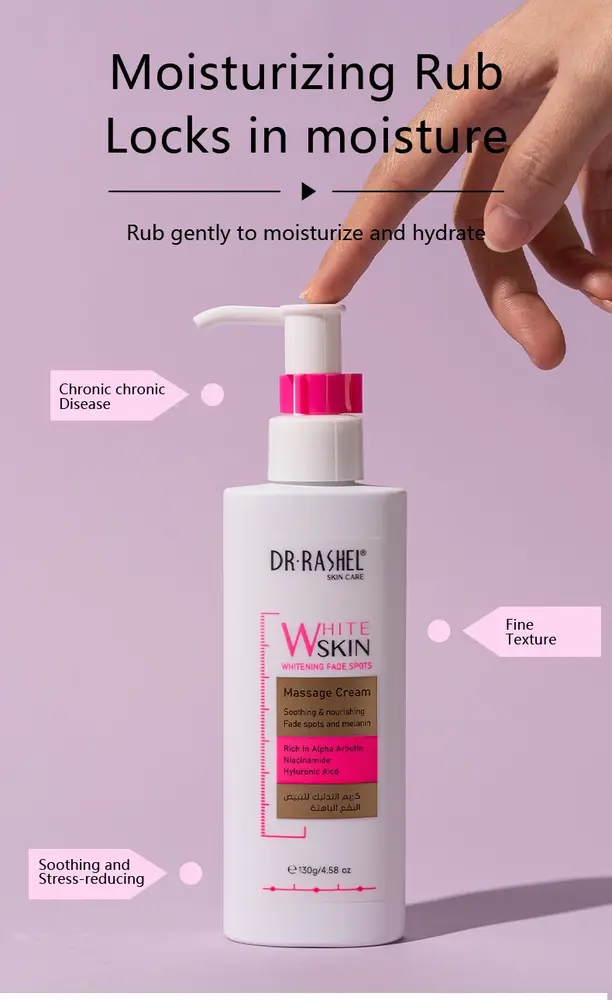 Moisturizing Rub
Locks in moisture
Rub gently to moisturize and hydrate
Chronic chronic
Disease
DR·RASHEL®
SKIN CARE
Fine
Texture
WHITE
SKIN
WHITENING FADE SPOTS
Massage Cream
Soothing & nourishing
Fade spots and melanin
Rich in Alpha Arbutin
Niacinamide
Hyluronic Aicd
كريم التدليك لتبييض
البقع الباهتة
Soothing and
Stress-reducing
℮130g/4.58 oz